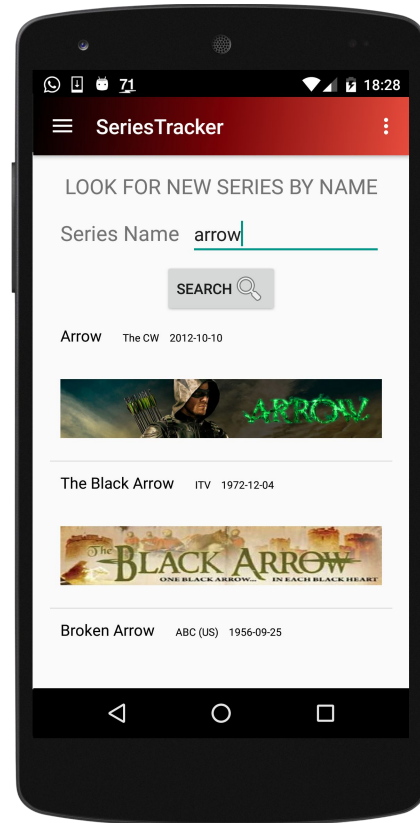 71 18:28
SeriesTracker
LOOK FOR NEW SERIES BY NAME
Series Name arrow
SEARCH
Arrow The CW 2012-10-10
ARROW
The Black Arrow ITV 1972-12-04
The BLACK ARROW
ONE BLACK ARROW... IN EACH BLACK HEART
Broken Arrow ABC (US) 1956-09-25